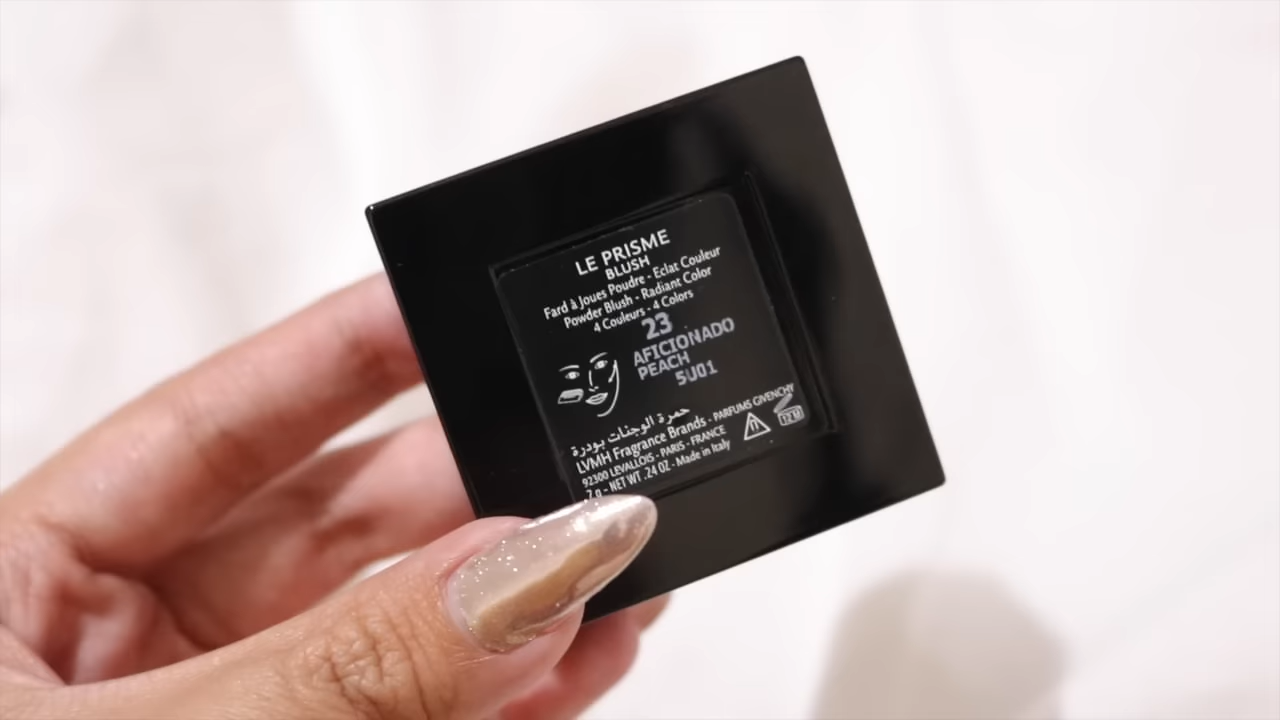 LE PRISME
BLUSH
Fard à Joues Poudre - Eclat Couleur
Powder Blush - Radiant Color
4 Couleurs - 4 Colors
23
AFICIONADO
PEACH
5U01
حمرة الوجنات بودرة
LVMH Fragrance Brands - PARFUMS GIVENCHY
92300 LEVALLOIS - PARIS - FRANCE
7 g - NET WT .24 OZ - Made in Italy
12 M